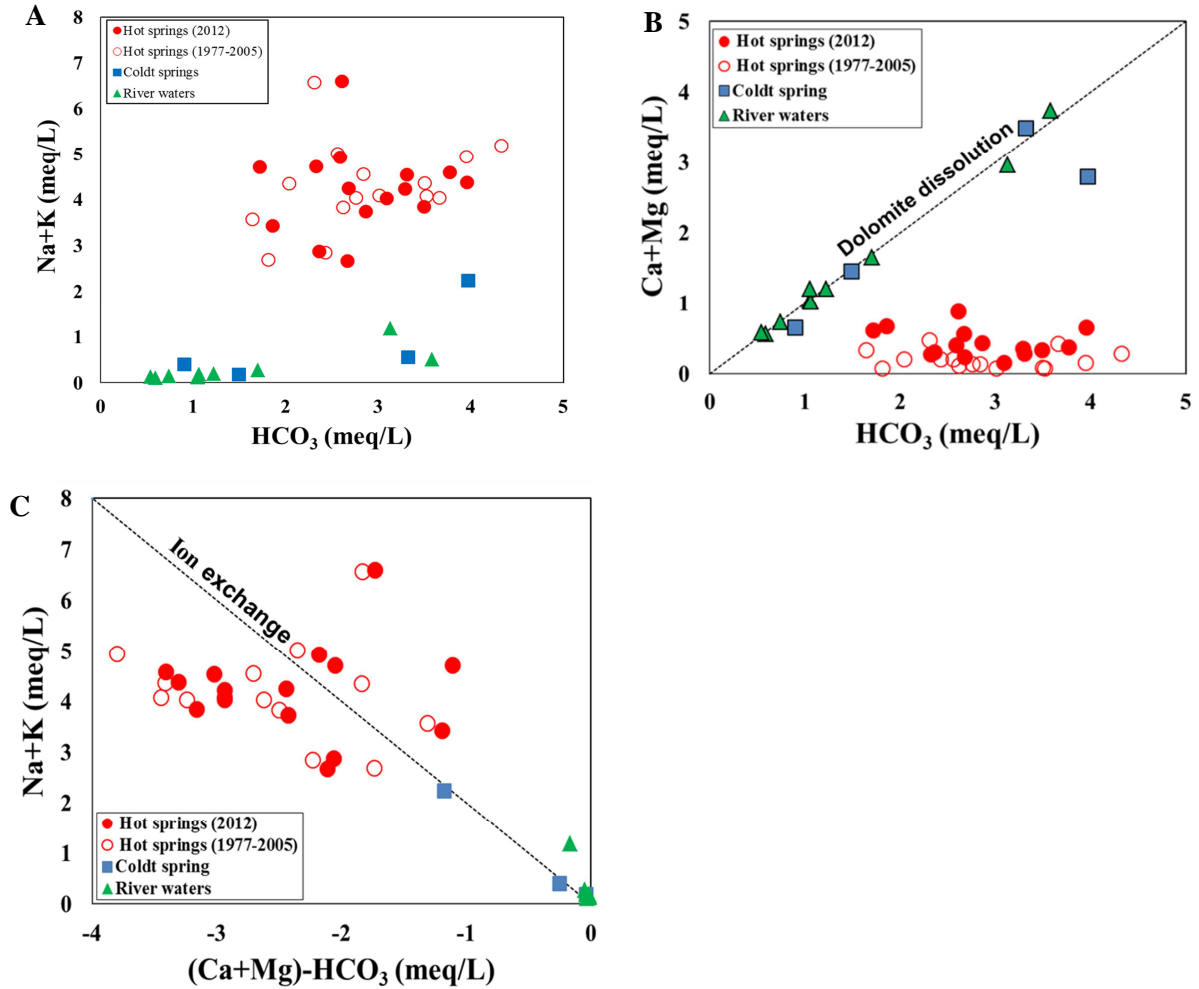 A
8
7
6
5
4
3
2
1
0
Na+K (meq/L)
Hot springs (2012)
Hot springs (1977-2005)
Coldt springs
River waters
0 1 2 3 4 5
HCO3 (meq/L)
B
5
4
3
2
1
0
Ca+Mg (meq/L)
Hot springs (2012)
Hot springs (1977-2005)
Coldt spring
River waters
Dolomite dissolution
0 1 2 3 4 5
HCO3 (meq/L)
C
8
7
6
5
4
3
2
1
0
Na+K (meq/L)
Ion exchange
Hot springs (2012)
Hot springs (1977-2005)
Coldt spring
River waters
-4 -3 -2 -1 0
(Ca+Mg)-HCO3 (meq/L)